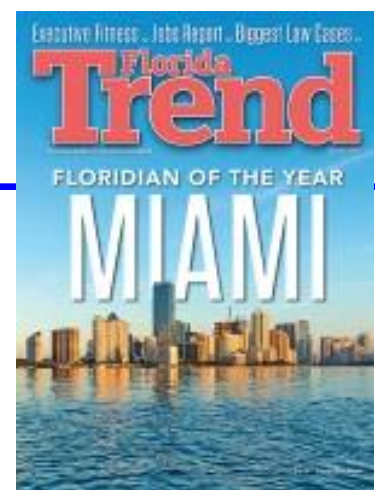 Executive Fitness .. Jobs Report .. Biggest Law Cases ..
Florida
Trend
FLORIDIAN OF THE YEAR
MIAMI